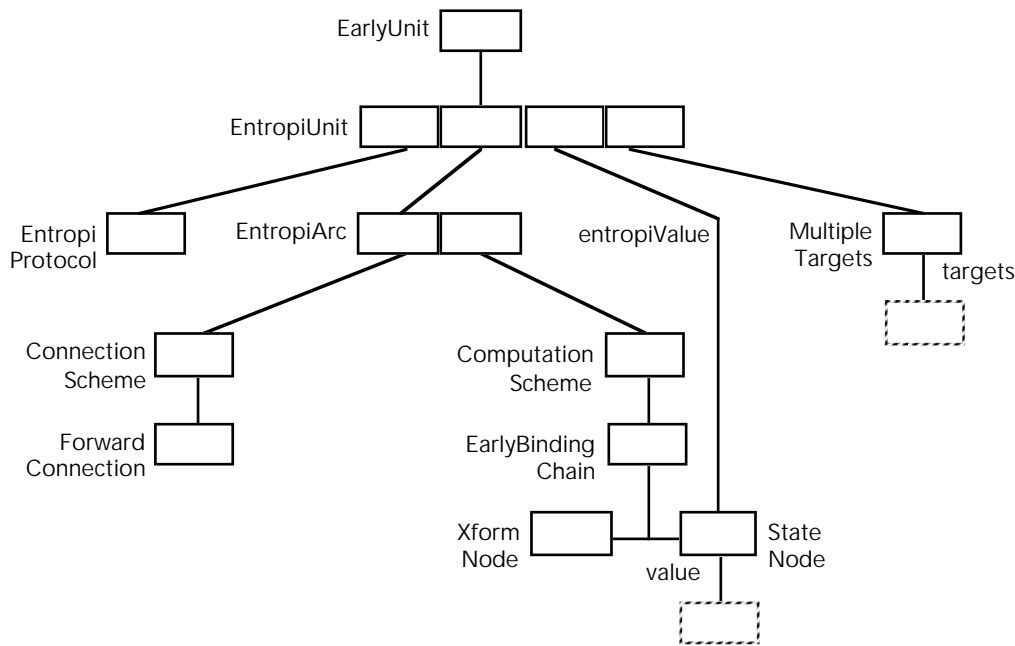 EarlyUnit
EntropiUnit
Entropi
Protocol
EntropiArc
entropiValue
Multiple
Targets
targets
Connection
Scheme
Computation
Scheme
Forward
Connection
EarlyBinding
Chain
Xform
Node
value
State
Node